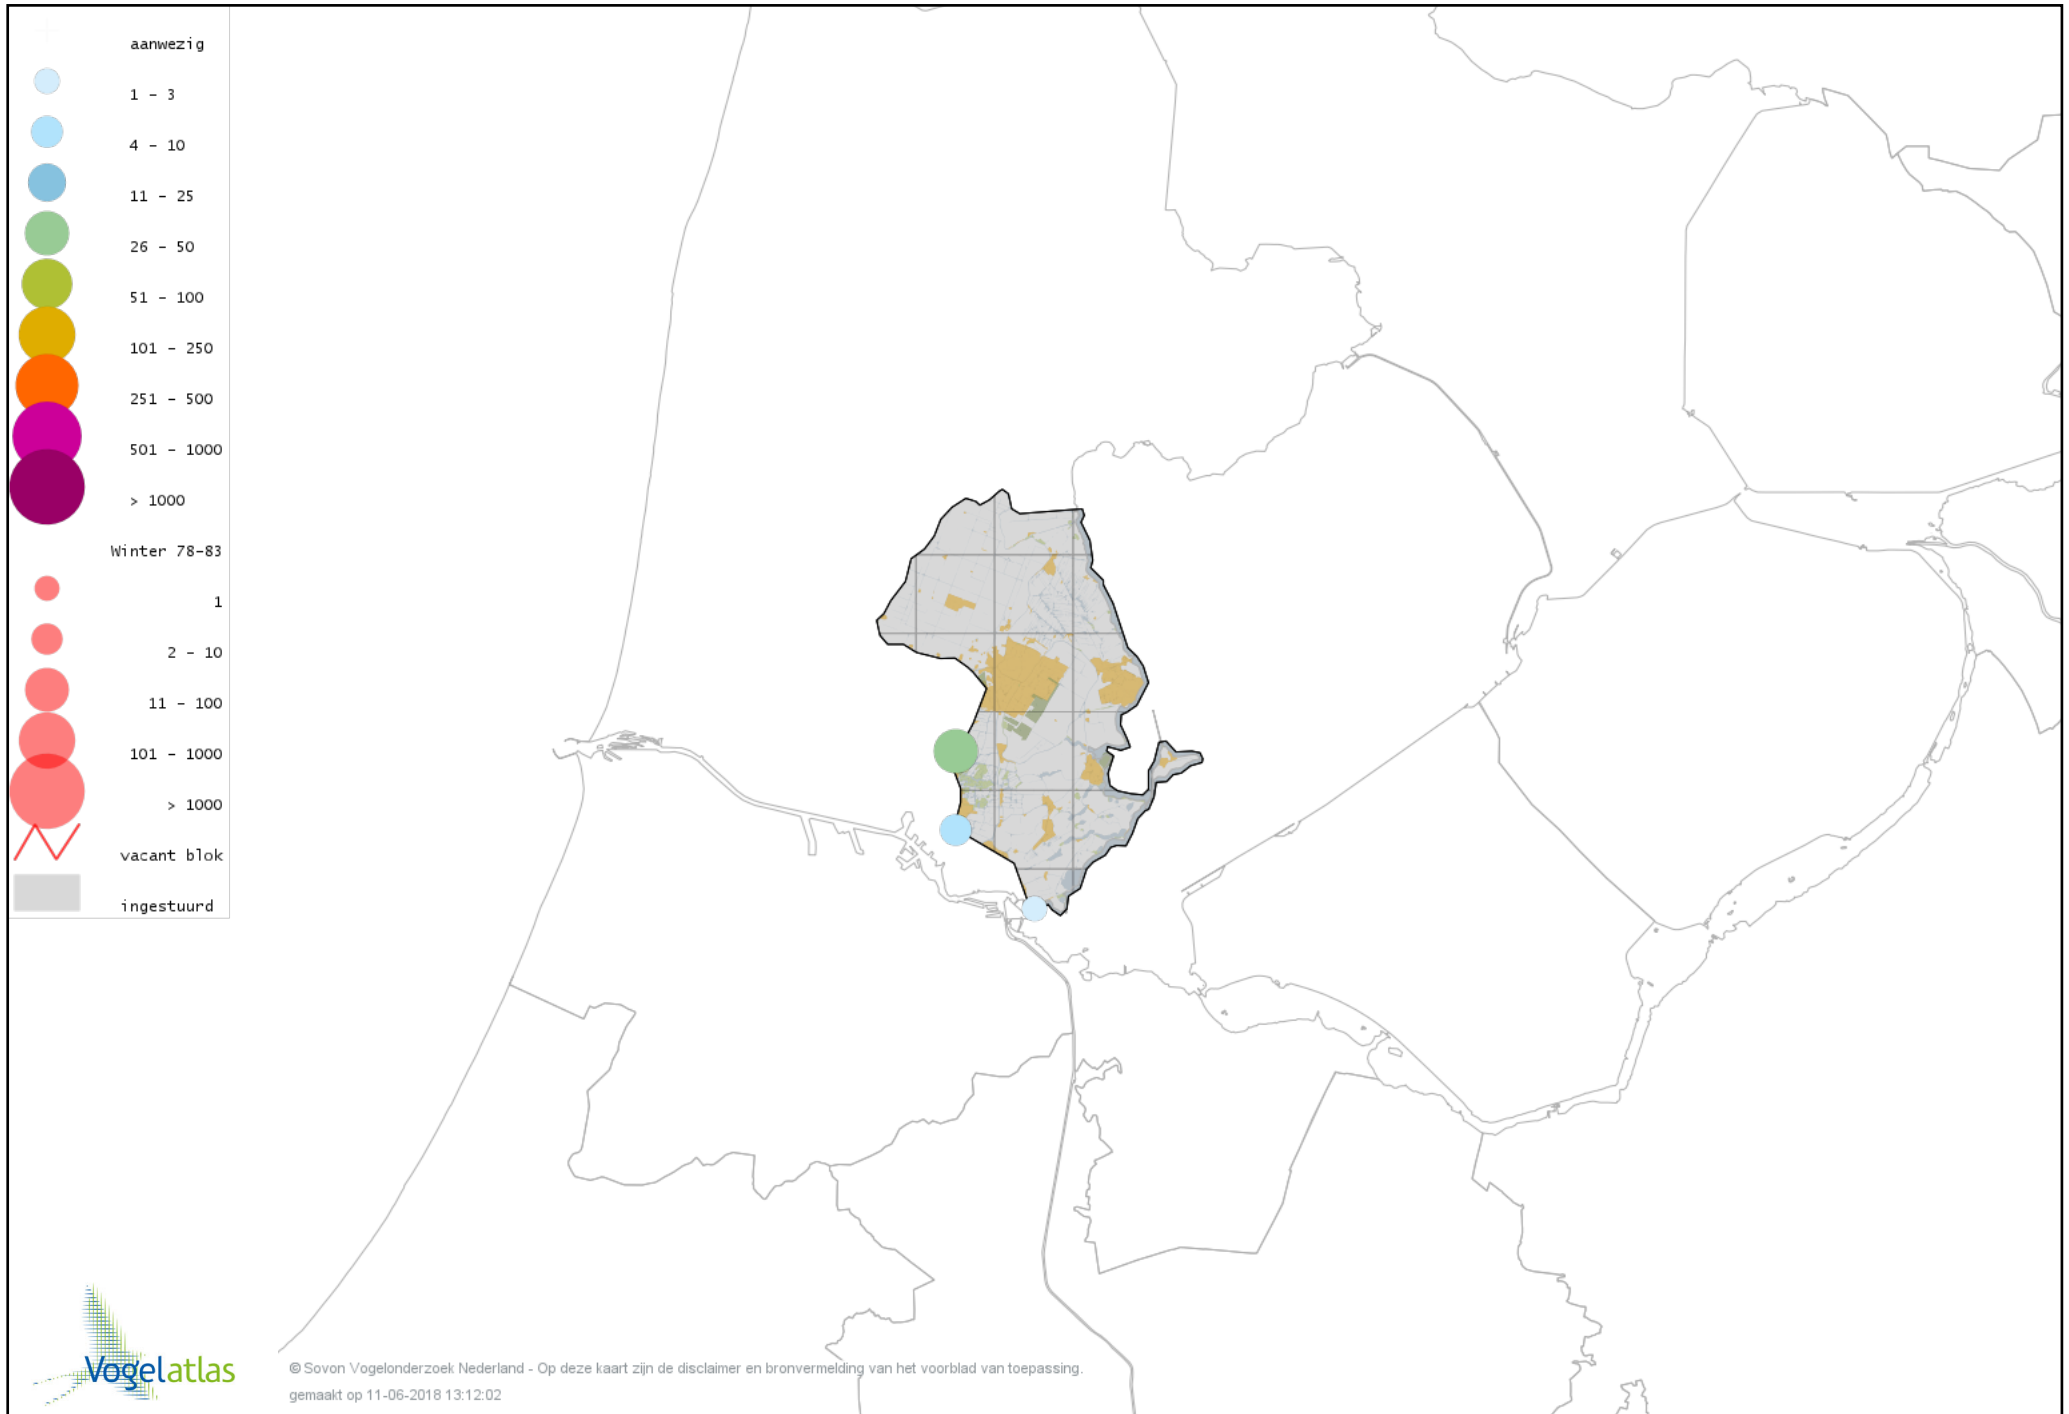 aanwezig
1 - 3
4 - 10
11 - 25
26 - 50
51 - 100
101 - 250
251 - 500
501 - 1000
> 1000
Winter 78-83
1
2 - 10
11 - 100
101 - 1000
> 1000
vacant blok
ingestuurd
Vogelatlas
© Sovon Vogelonderzoek Nederland - Op deze kaart zijn de disclaimer en bronvermelding van het voorblad van toepassing.
gemaakt op 11-06-2018 13:12:02